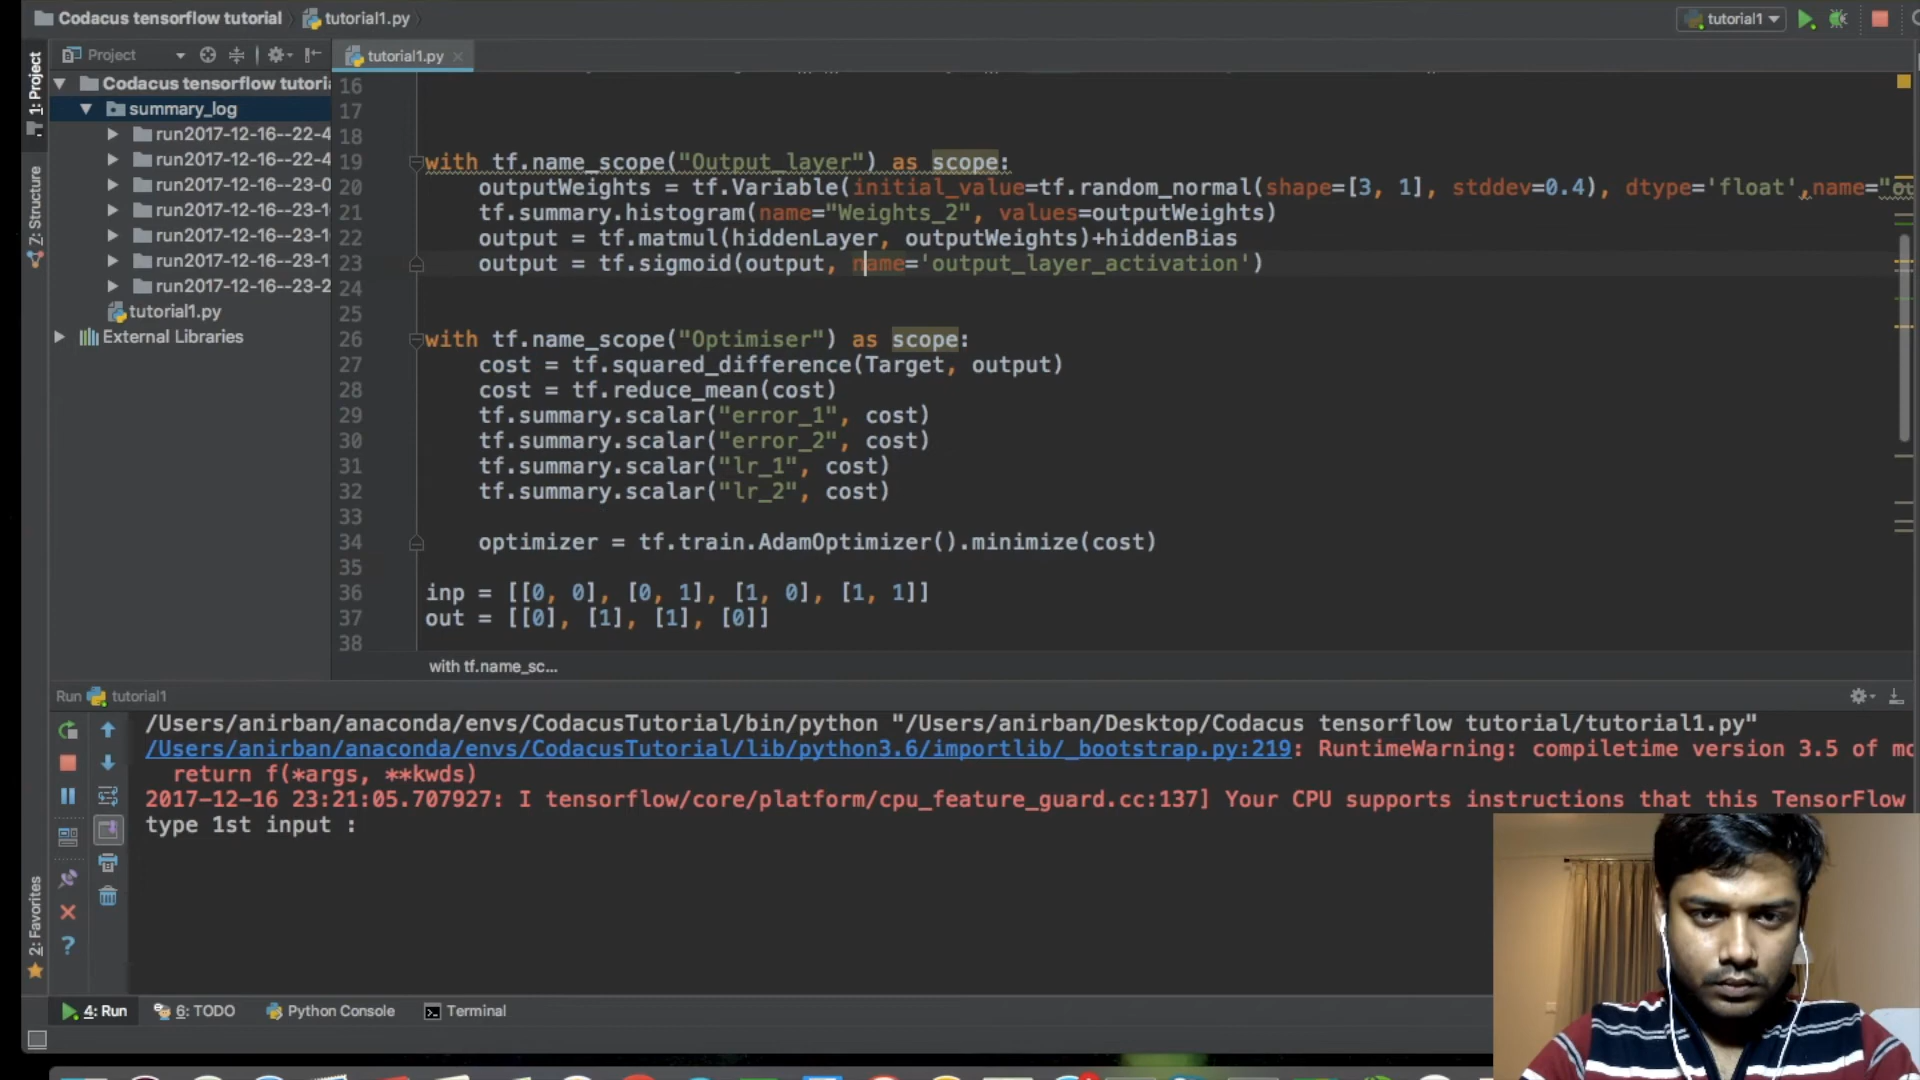 Codacus tensorflow tutorial
tutorial1.py
tutorial1
Project
tutorial1.py
1: Project
Z: Structure
2: Favorites
Codacus tensorflow tutori
summary_log
run2017-12-16--22-4
run2017-12-16--22-4
run2017-12-16--23-0
run2017-12-16--23-1
run2017-12-16--23-1
run2017-12-16--23-1
run2017-12-16--23-2
tutorial1.py
External Libraries
16
17
18
19 with tf.name_scope("Output_layer") as scope:
20 outputWeights = tf.Variable(initial_value=tf.random_normal(shape=[3, 1], stddev=0.4), dtype='float',name="ou
21 tf.summary.histogram(name="Weights_2", values=outputWeights)
22 output = tf.matmul(hiddenLayer, outputWeights)+hiddenBias
23 output = tf.sigmoid(output, name='output_layer_activation')
24
25
26 with tf.name_scope("Optimiser") as scope:
27 cost = tf.squared_difference(Target, output)
28 cost = tf.reduce_mean(cost)
29 tf.summary.scalar("error_1", cost)
30 tf.summary.scalar("error_2", cost)
31 tf.summary.scalar("lr_1", cost)
32 tf.summary.scalar("lr_2", cost)
33
34 optimizer = tf.train.AdamOptimizer().minimize(cost)
35
36 inp = [[0, 0], [0, 1], [1, 0], [1, 1]]
37 out = [[0], [1], [1], [0]]
38
with tf.name_sc...
Run tutorial1
/Users/anirban/anaconda/envs/CodacusTutorial/bin/python "/Users/anirban/Desktop/Codacus tensorflow tutorial/tutorial1.py"
/Users/anirban/anaconda/envs/CodacusTutorial/lib/python3.6/importlib/_bootstrap.py:219: RuntimeWarning: compiletime version 3.5 of mo
return f(*args, **kwds)
2017-12-16 23:21:05.707927: I tensorflow/core/platform/cpu_feature_guard.cc:137] Your CPU supports instructions that this TensorFlow
type 1st input :
4: Run
6: TODO
Python Console
Terminal